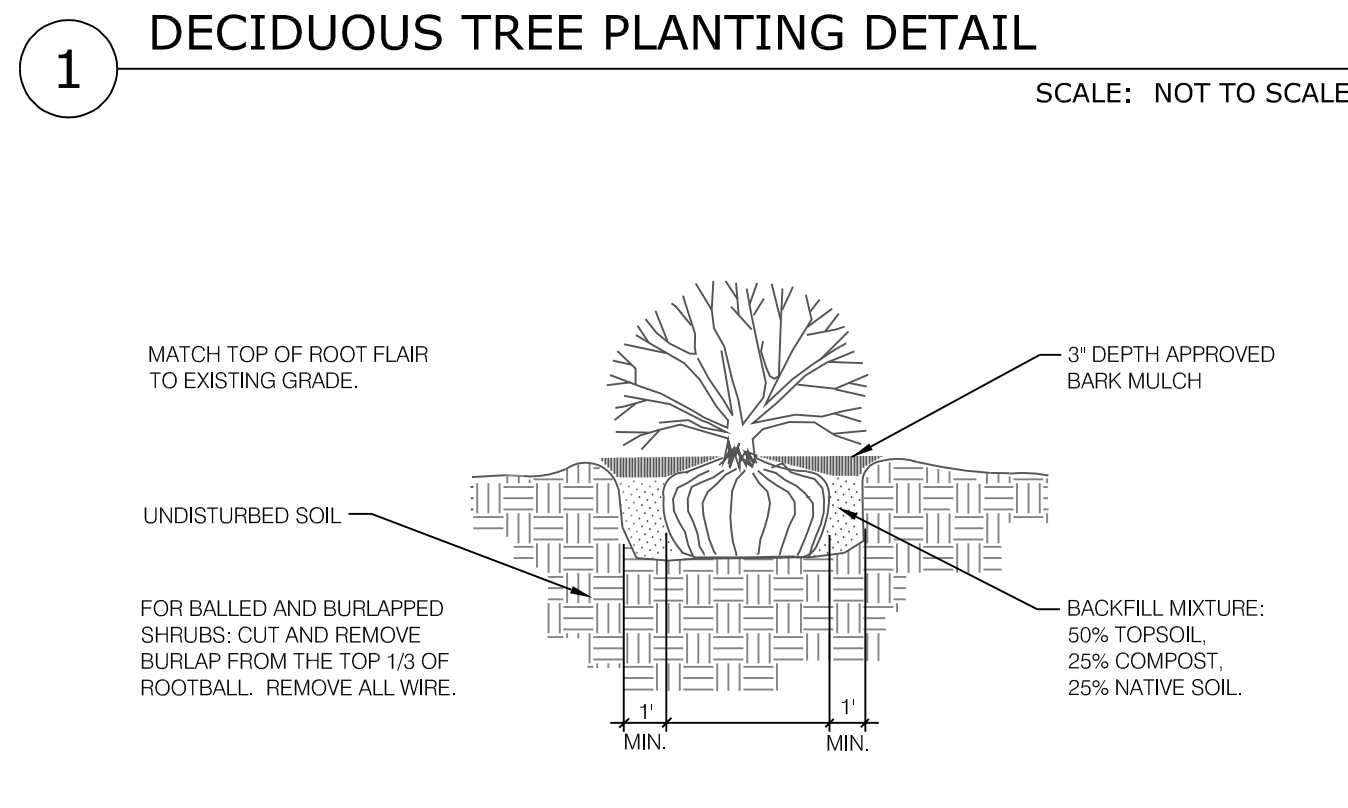 1
DECIDUOUS TREE PLANTING DETAIL
SCALE: NOT TO SCALE
MATCH TOP OF ROOT FLAIR
TO EXISTING GRADE.
3" DEPTH APPROVED
BARK MULCH
UNDISTURBED SOIL
FOR BALLED AND BURLAPPED
SHRUBS: CUT AND REMOVE
BURLAP FROM THE TOP 1/3 OF
ROOTBALL. REMOVE ALL WIRE.
BACKFILL MIXTURE:
50% TOPSOIL,
25% COMPOST,
25% NATIVE SOIL.
1'
MIN.
1'
MIN.